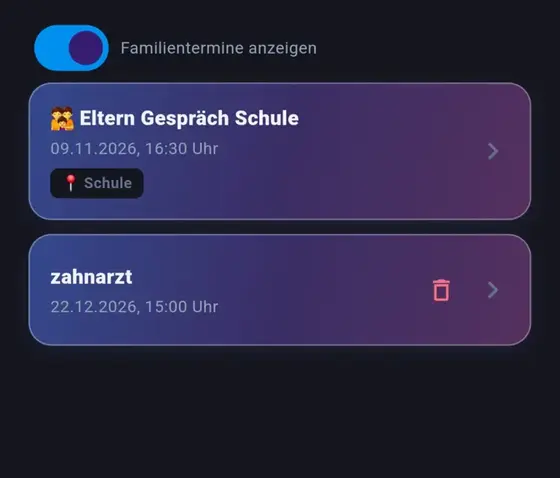 Familientermine anzeigen
👨‍👩‍👧 Eltern Gespräch Schule
09.11.2026, 16:30 Uhr
📍 Schule
zahnarzt
22.12.2026, 15:00 Uhr